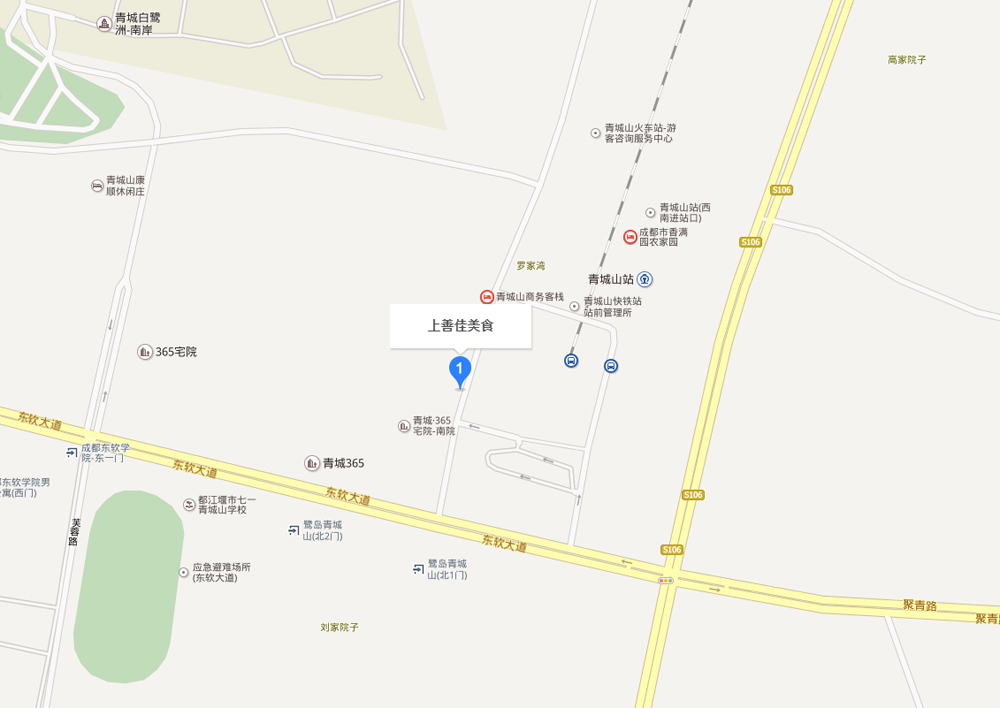 青城白鹭
洲-南岸
高家院子
青城山火车站-游
客咨询服务中心
青城山康
顺休闲庄
S106
青城山站(西
南进站口)
成都市香满
园农家园
S106
罗家湾
青城山站
青城山商务客栈
青城山快铁站
站前管理所
上善佳美食
1
365宅院
东软大道
青城·365
宅院-南院
成都东软学
院-东一门
东软大道
青城365
东软大道
东软学院男
寓(西门)
都江堰市七一
青城山学校
S106
芙蓉路
鹭岛青城
山(北2门)
东软大道
S106
鹭岛青城
山(北1门)
应急避难场所
(东软大道)
聚青路
聚青
刘家院子